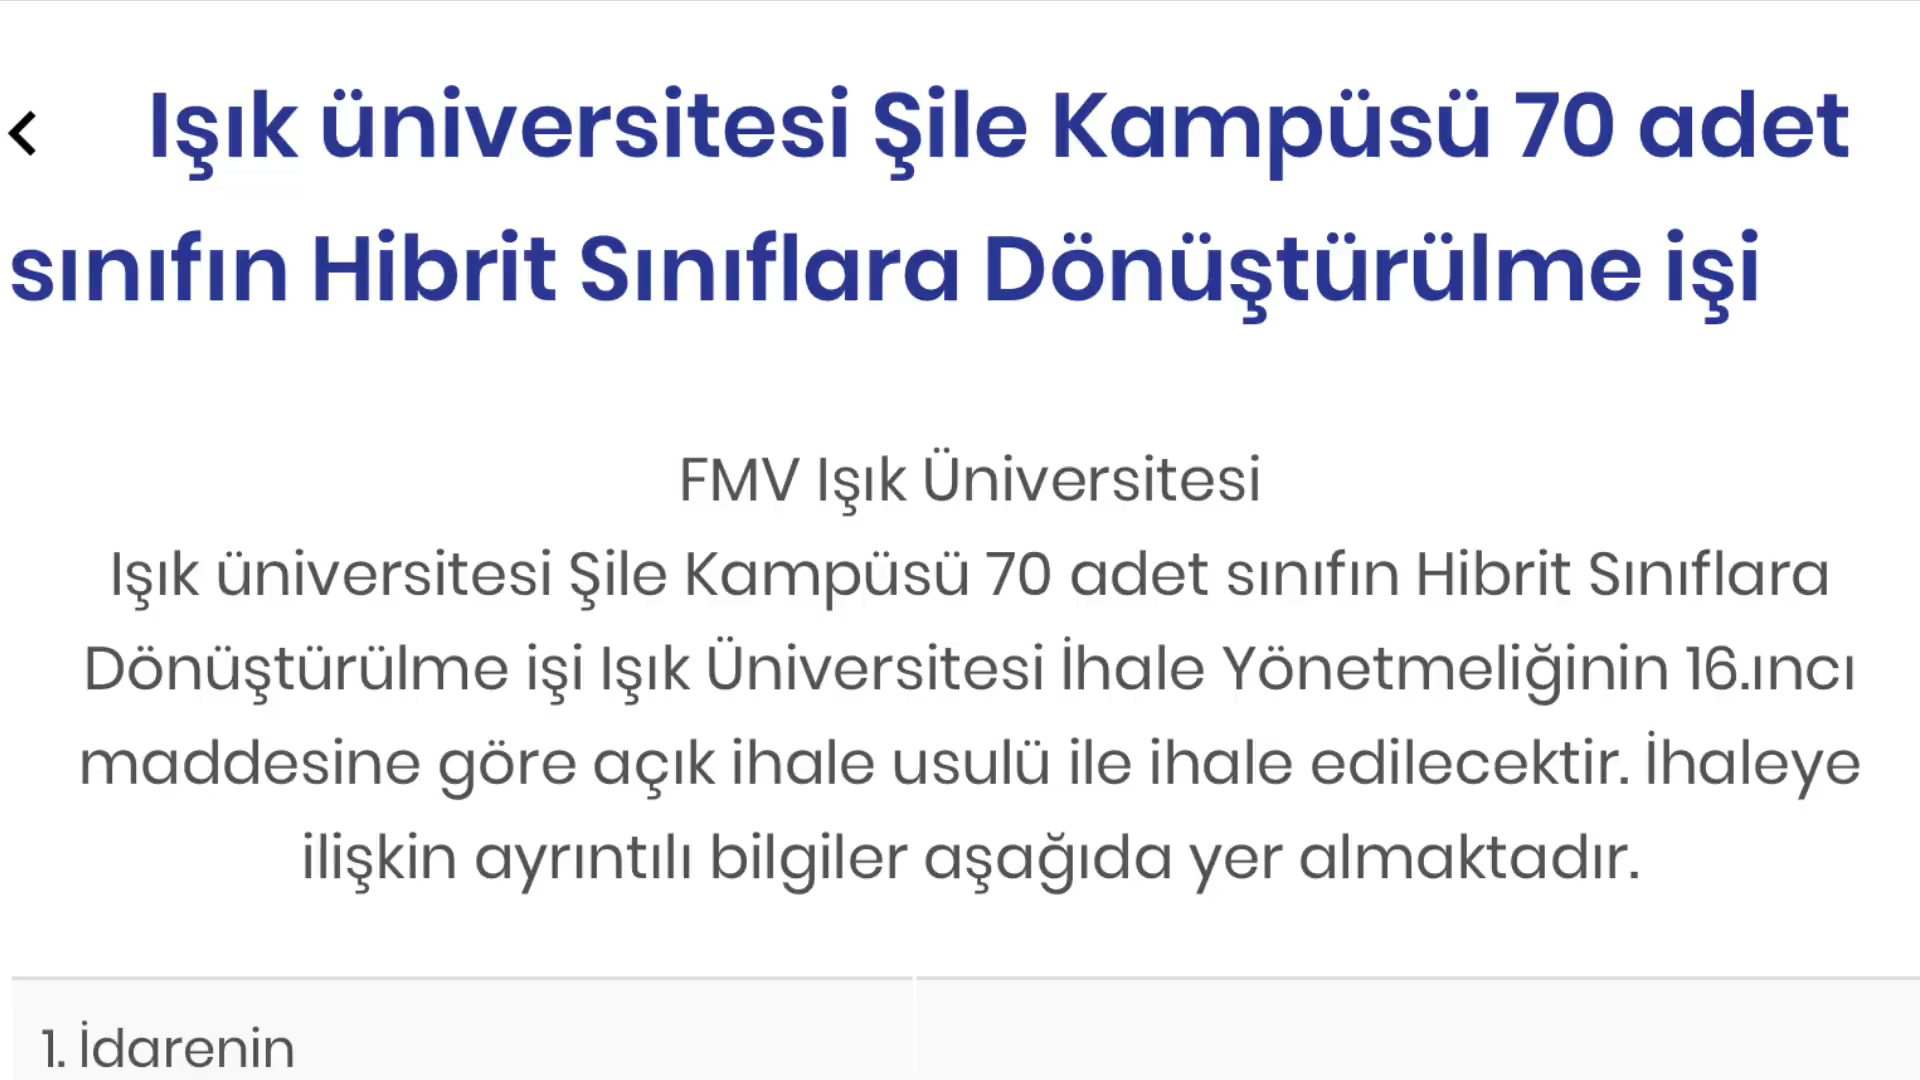 Işık üniversitesi Şile Kampüsü 70 adet
sınıfın Hibrit Sınıflara Dönüştürülme işi
FMV Işık Üniversitesi
Işık üniversitesi Şile Kampüsü 70 adet sınıfın Hibrit Sınıflara
Dönüştürülme işi Işık Üniversitesi İhale Yönetmeliğinin 16.ıncı
maddesine göre açık ihale usulü ile ihale edilecektir. İhaleye
ilişkin ayrıntılı bilgiler aşağıda yer almaktadır.
1. İdarenin